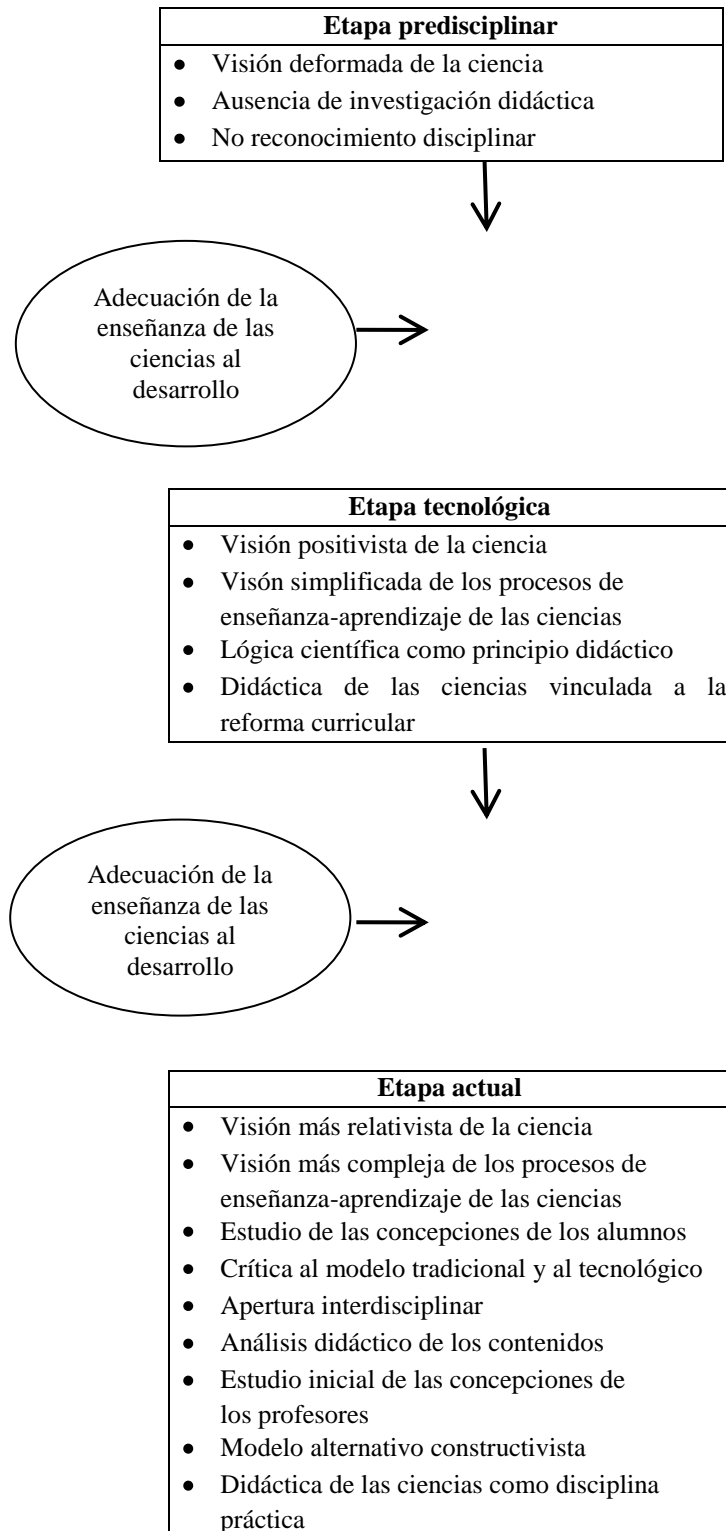 Etapa predisciplinar
• Visión deformada de la ciencia
• Ausencia de investigación didáctica
• No reconocimiento disciplinar
Adecuación de la
enseñanza de las
ciencias al
desarrollo
Etapa tecnológica
• Visión positivista de la ciencia
• Visón simplificada de los procesos de
enseñanza-aprendizaje de las ciencias
• Lógica científica como principio didáctico
• Didáctica de las ciencias vinculada a la
reforma curricular
Adecuación de la
enseñanza de las
ciencias al
desarrollo
Etapa actual
• Visión más relativista de la ciencia
• Visión más compleja de los procesos de
enseñanza-aprendizaje de las ciencias
• Estudio de las concepciones de los alumnos
• Crítica al modelo tradicional y al tecnológico
• Apertura interdisciplinar
• Análisis didáctico de los contenidos
• Estudio inicial de las concepciones de
los profesores
• Modelo alternativo constructivista
• Didáctica de las ciencias como disciplina
práctica